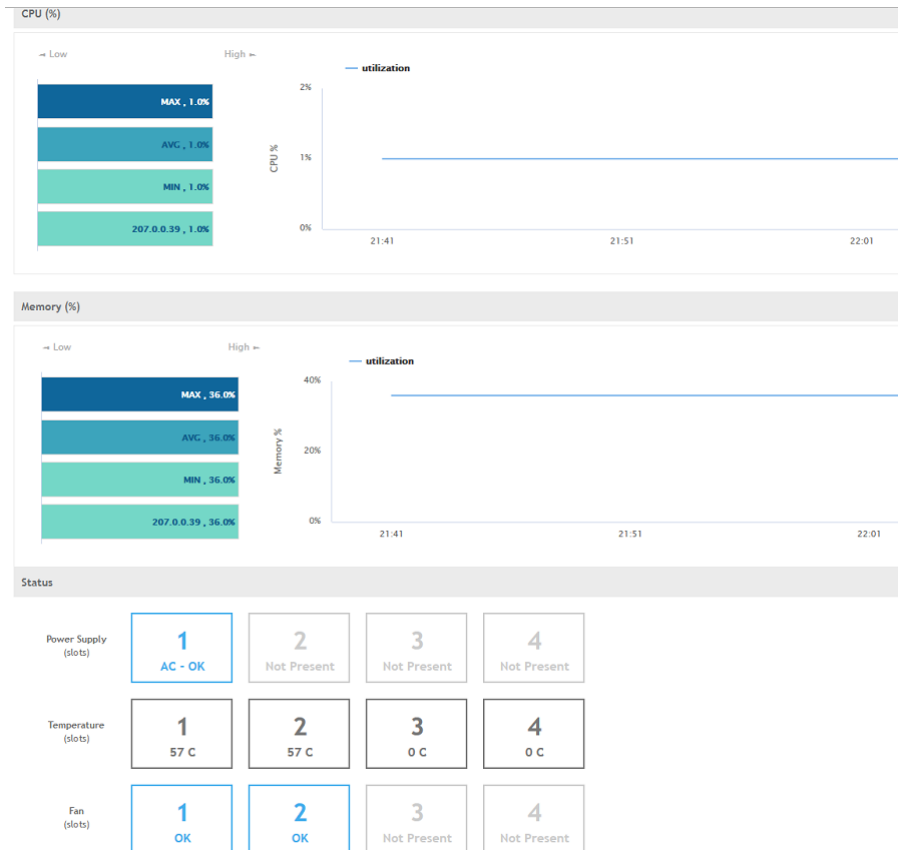 CPU (%)
Low High
utilization
MAX , 1.0%
AVG , 1.0%
MIN , 1.0%
207.0.0.39 , 1.0%
CPU %
2%
1%
0%
21:41 21:51 22:01
Memory (%)
Low High
utilization
MAX , 36.0%
AVG , 36.0%
MIN , 36.0%
207.0.0.39 , 36.0%
Memory %
40%
20%
0%
21:41 21:51 22:01
Status
Power Supply
(slots)
1 2 3 4
AC - OK Not Present Not Present Not Present
Temperature
(slots)
1 2 3 4
57 C 57 C 0 C 0 C
Fan
(slots)
1 2 3 4
OK OK Not Present Not Present